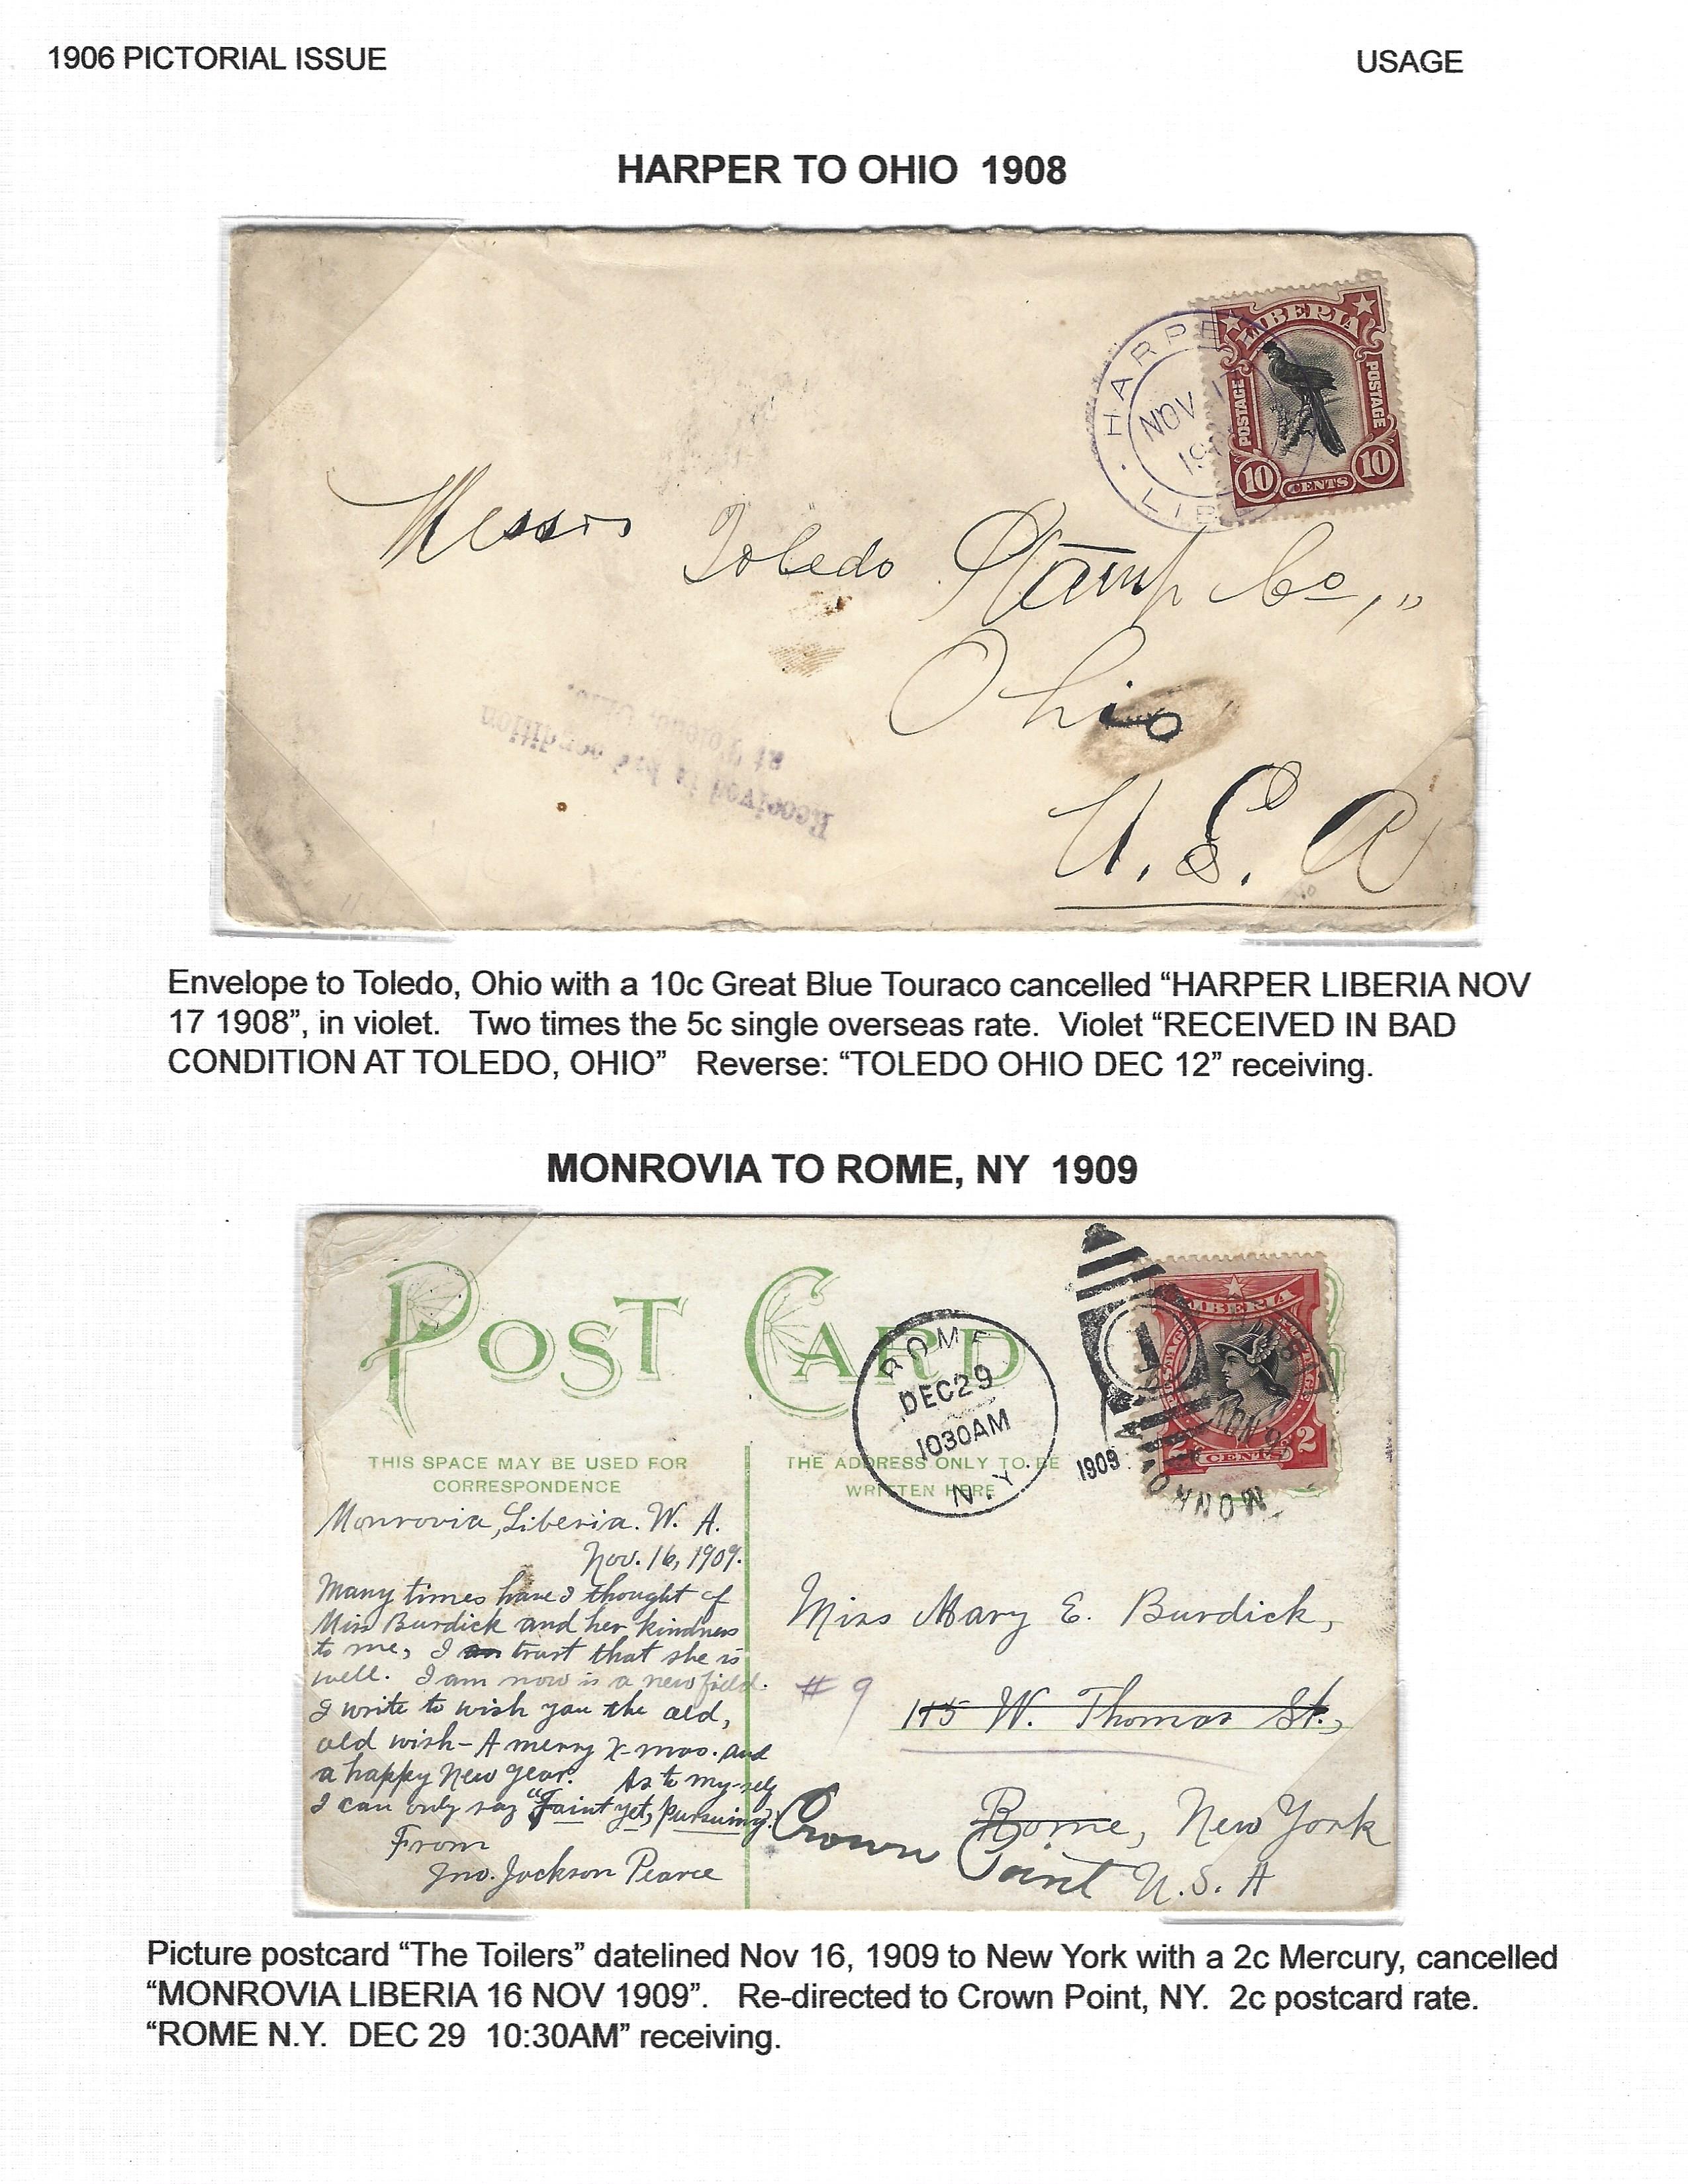 1906 PICTORIAL ISSUE
USAGE
HARPER TO OHIO 1908
HARPE
NOV 17
19
LIB
LIBERIA
POSTAGE
POSTAGE
10 CENTS 10
Messrs Toledo Stamp Co., „
Ohio
U. S. A
Received in bad condition
at Toledo, Ohio.
Envelope to Toledo, Ohio with a 10c Great Blue Touraco cancelled “HARPER LIBERIA NOV
17 1908”, in violet. Two times the 5c single overseas rate. Violet “RECEIVED IN BAD
CONDITION AT TOLEDO, OHIO” Reverse: “TOLEDO OHIO DEC 12” receiving.
MONROVIA TO ROME, NY 1909
POST CARD
ROME
DEC 29
1030AM
N.Y.
1909
1
LIBERIA
2 CENTS 2
MON
THIS SPACE MAY BE USED FOR
CORRESPONDENCE
THE ADDRESS ONLY TO BE
WRITTEN HERE
Monrovia, Liberia. W. A.
Nov. 16, 1909.
Many times have I thought of
Miss Burdick and her kindness
to me, I am trust that she is
well. I am now is a new field.
I write to wish you the old,
old wish - A merry X-mas. and
a happy New year. As to my-self
I can only say "Faint yet, pursuing."
From
Jno. Jackson Pearce
Miss Mary E. Burdick,
# 9
115 W. Thomas St.,
Rome, New York
Crown Point U. S. A
Picture postcard “The Toilers” datelined Nov 16, 1909 to New York with a 2c Mercury, cancelled
“MONROVIA LIBERIA 16 NOV 1909”. Re-directed to Crown Point, NY. 2c postcard rate.
“ROME N.Y. DEC 29 10:30AM” receiving.